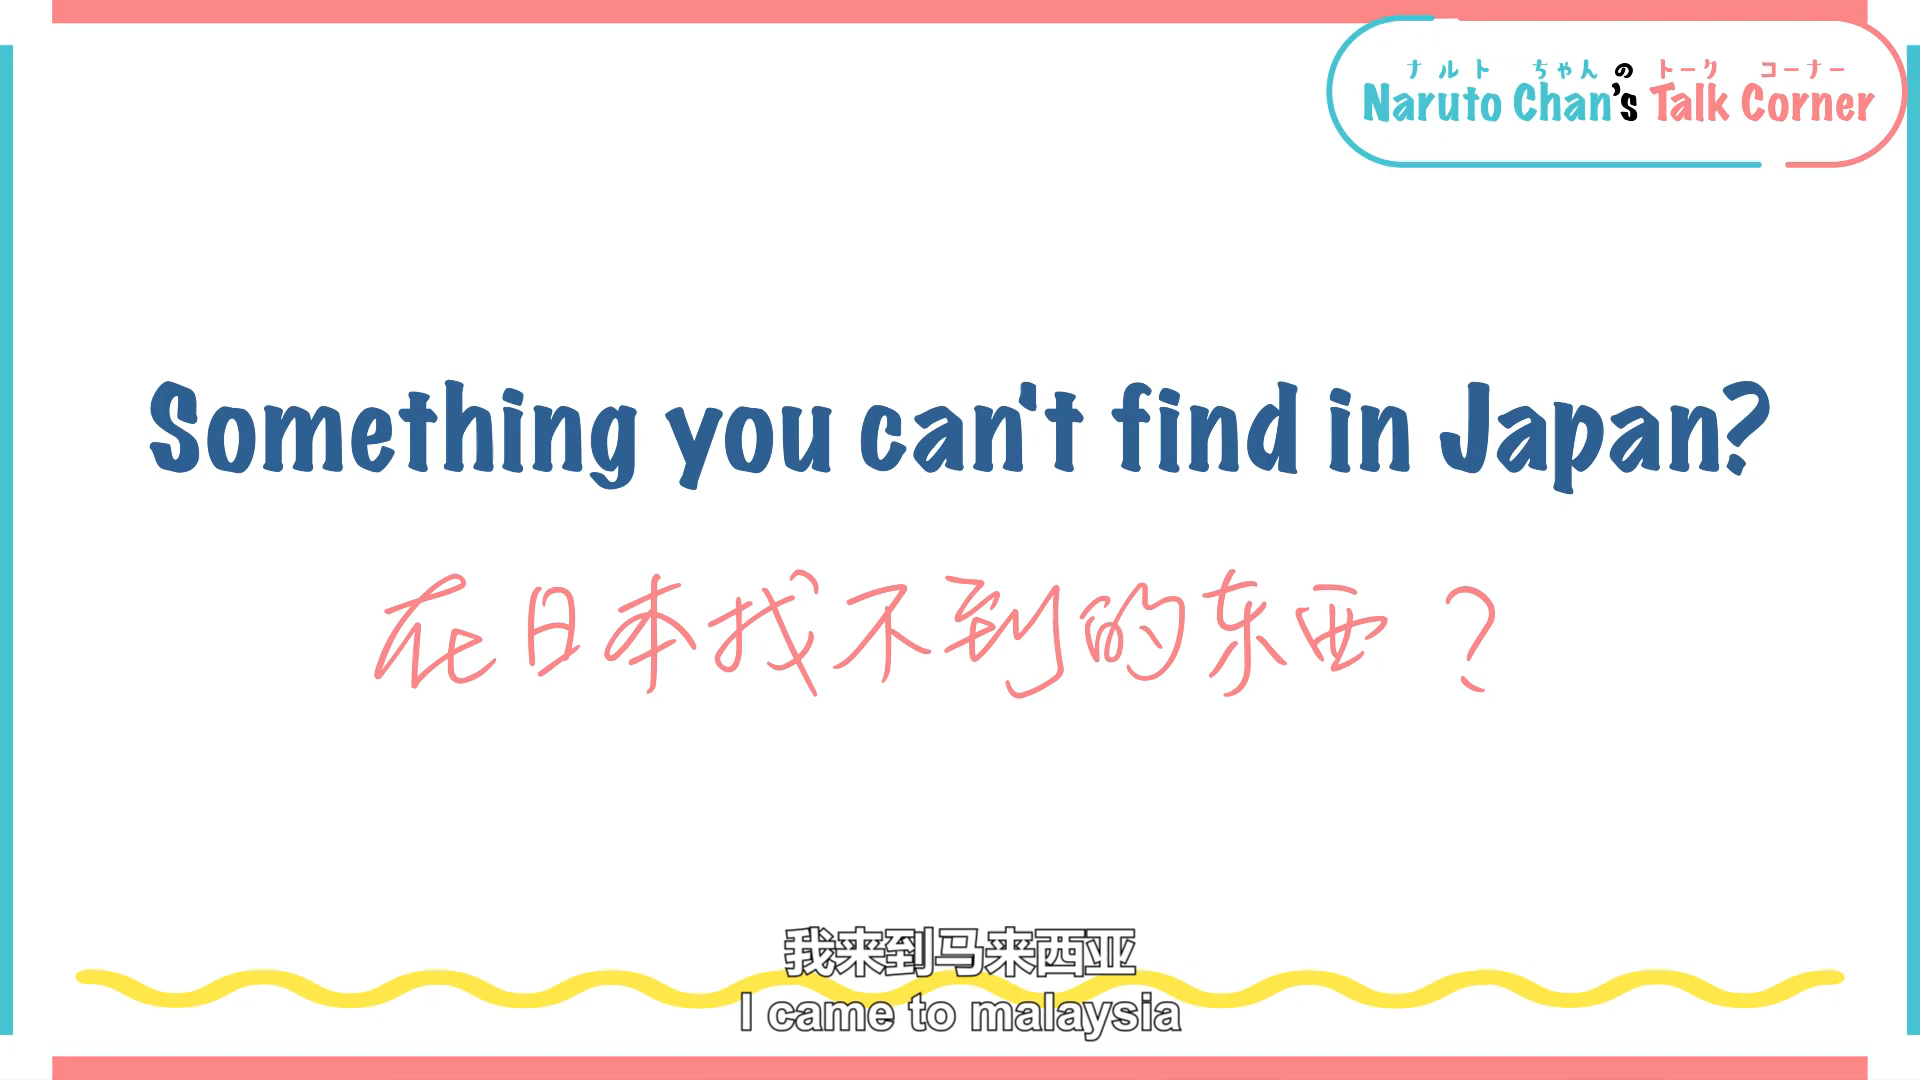 ナルト ちゃんの トーク コーナー
Naruto Chan's Talk Corner
Something you can't find in Japan?
在日本找不到的东西？
我来到马来西亚
I came to malaysia